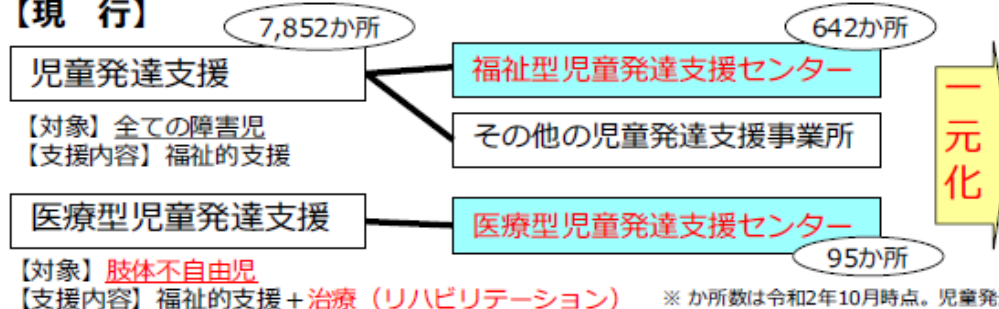 【現 行】
7,852か所
642か所
児童発達支援
福祉型児童発達支援センター
【対象】全ての障害児
【支援内容】福祉的支援
その他の児童発達支援事業所
一元化
医療型児童発達支援
医療型児童発達支援センター
95か所
【対象】肢体不自由児
【支援内容】福祉的支援＋治療（リハビリテーション）
※ か所数は令和2年10月時点。児童発